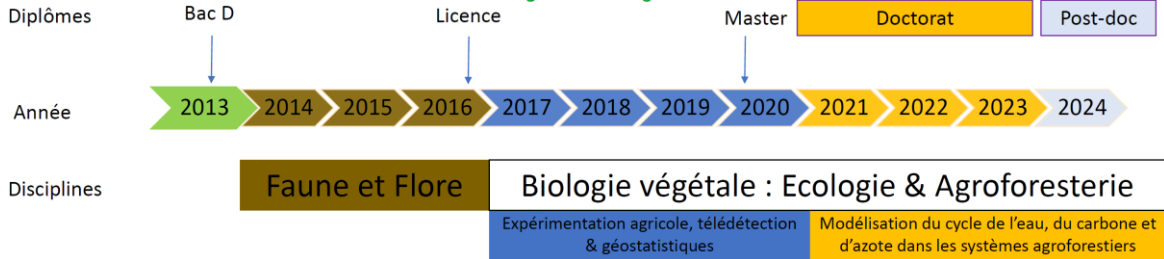 Diplômes
Bac D
Licence
Master
Doctorat
Post-doc
Année
2013
2014
2015
2016
2017
2018
2019
2020
2021
2022
2023
2024
Disciplines
Faune et Flore
Biologie végétale : Ecologie & Agroforesterie
Expérimentation agricole, télédétection
& géostatistiques
Modélisation du cycle de l’eau, du carbone et
d’azote dans les systèmes agroforestiers